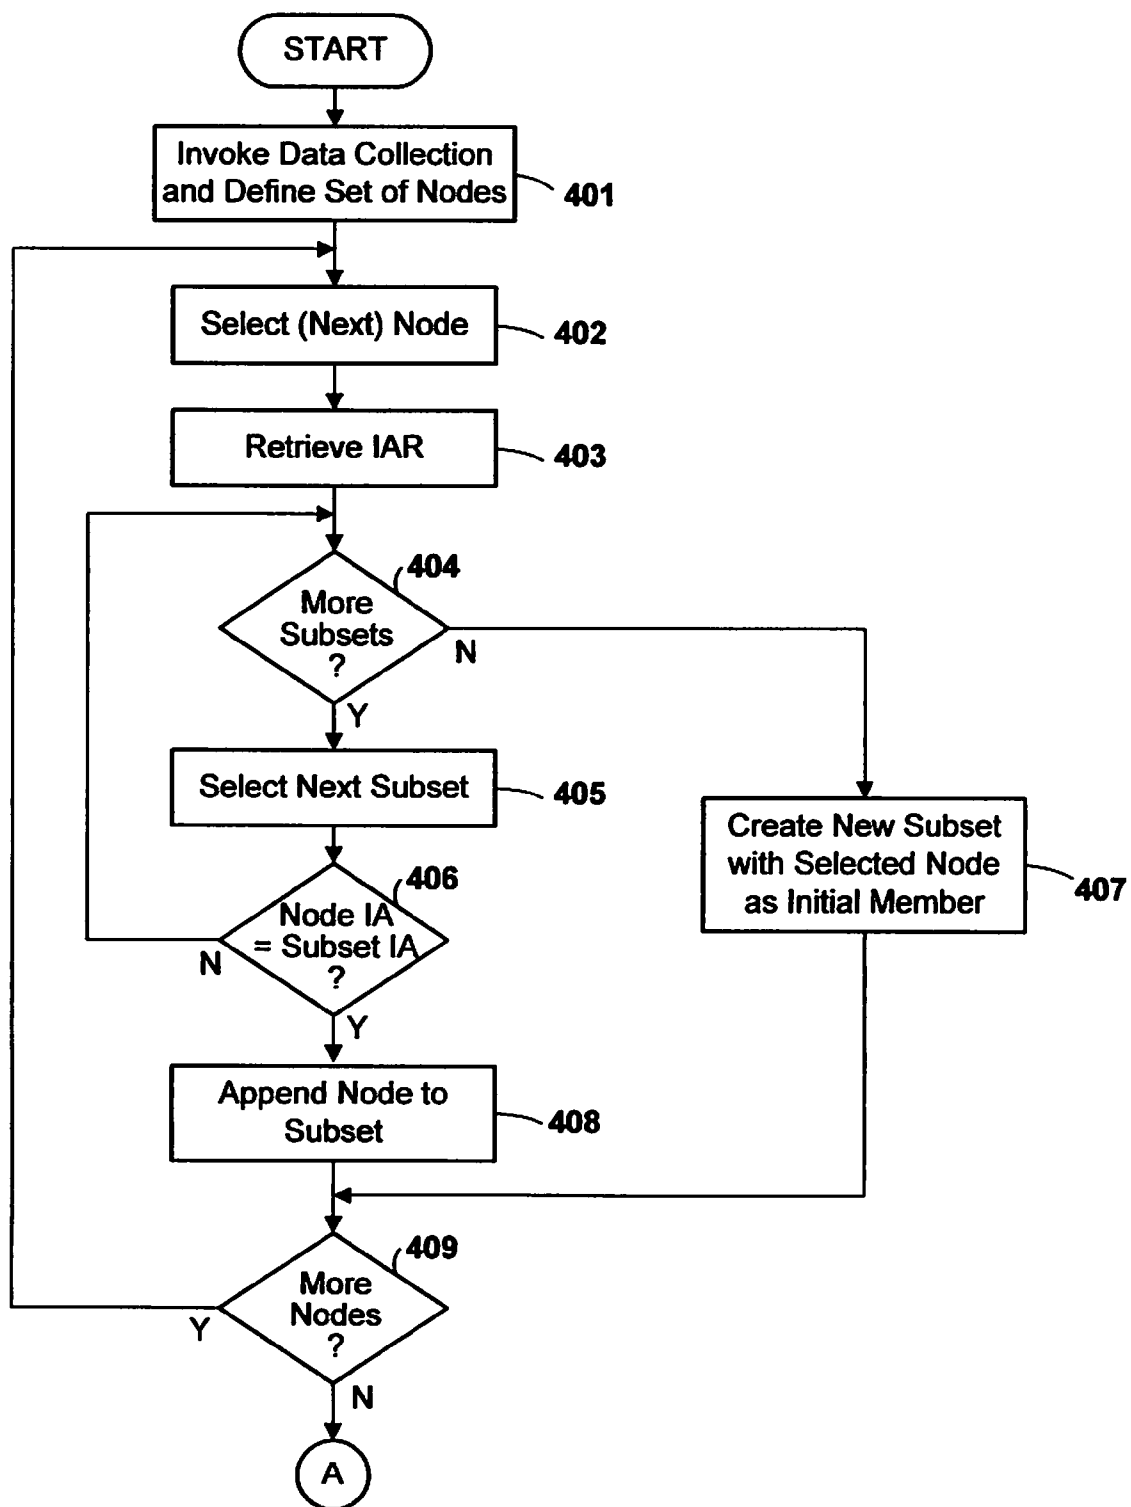 START
Invoke Data Collection
and Define Set of Nodes
401
Select (Next) Node
402
Retrieve IAR
403
404
More
Subsets
?
N
Y
Select Next Subset
405
Create New Subset
with Selected Node
as Initial Member
407
406
Node IA
= Subset IA
?
N
Y
Append Node to
Subset
408
409
More
Nodes
?
Y
N
A